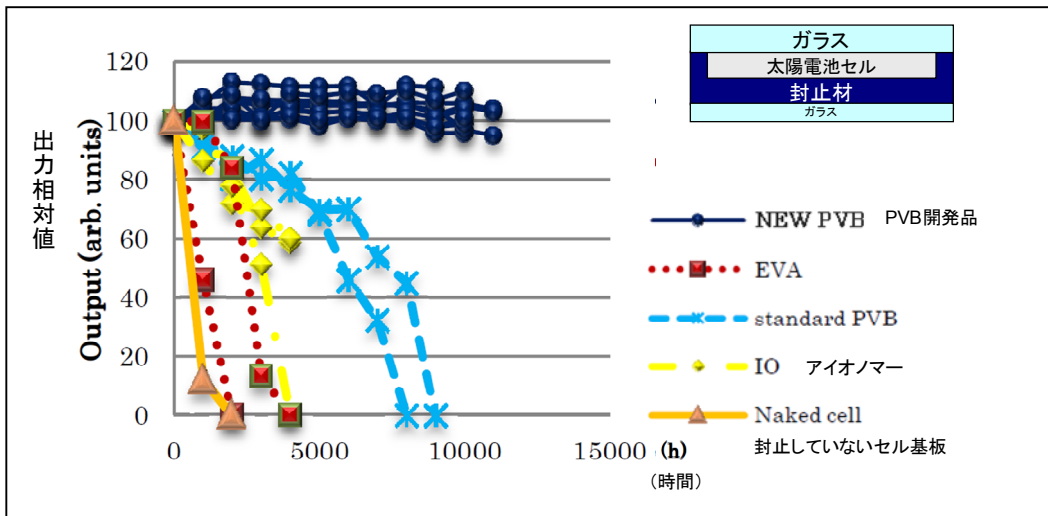 ガラス
太陽電池セル
封止材
ガラス
出力相対値
Output (arb. units)
120
100
80
60
40
20
0
0
5000
10000
15000
(h)
(時間)
NEW PVB
PVB開発品
EVA
standard PVB
IO
アイオノマー
Naked cell
封止していないセル基板